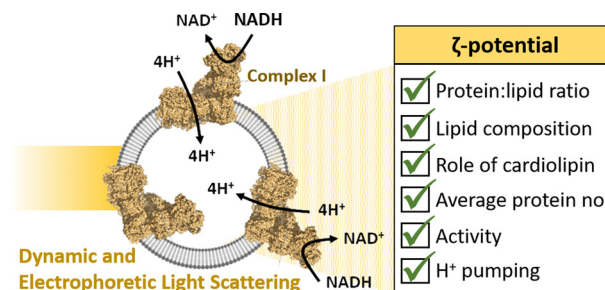 NAD⁺
NADH
4H⁺
Complex I
4H⁺
4H⁺
4H⁺
NAD⁺
NADH
Dynamic and
Electrophoretic Light Scattering
ζ-potential
Protein:lipid ratio
Lipid composition
Role of cardiolipin
Average protein no
Activity
H⁺ pumping